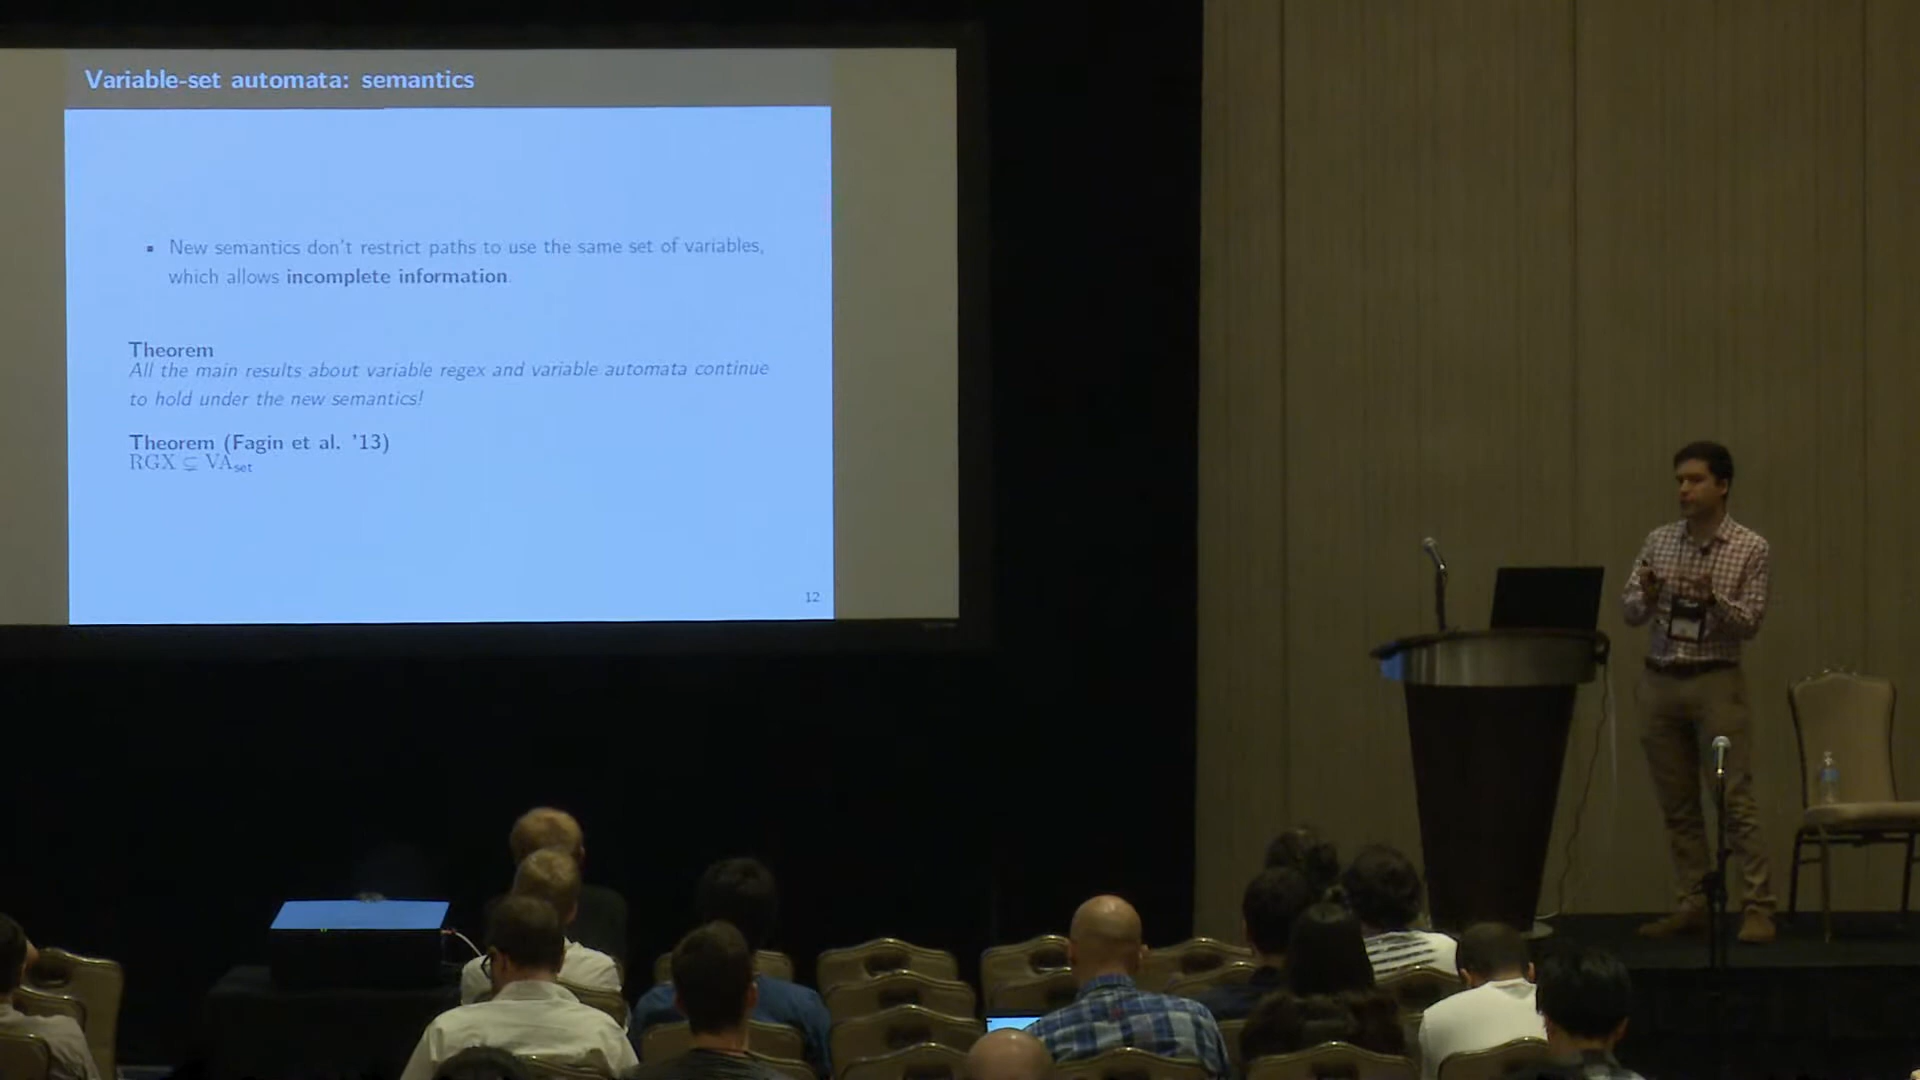 Variable-set automata: semantics
▪ New semantics don't restrict paths to use the same set of variables,
which allows incomplete information.
Theorem
All the main results about variable regex and variable automata continue
to hold under the new semantics!
Theorem (Fagin et al. '13)
RGX ⊊ VA_set
12